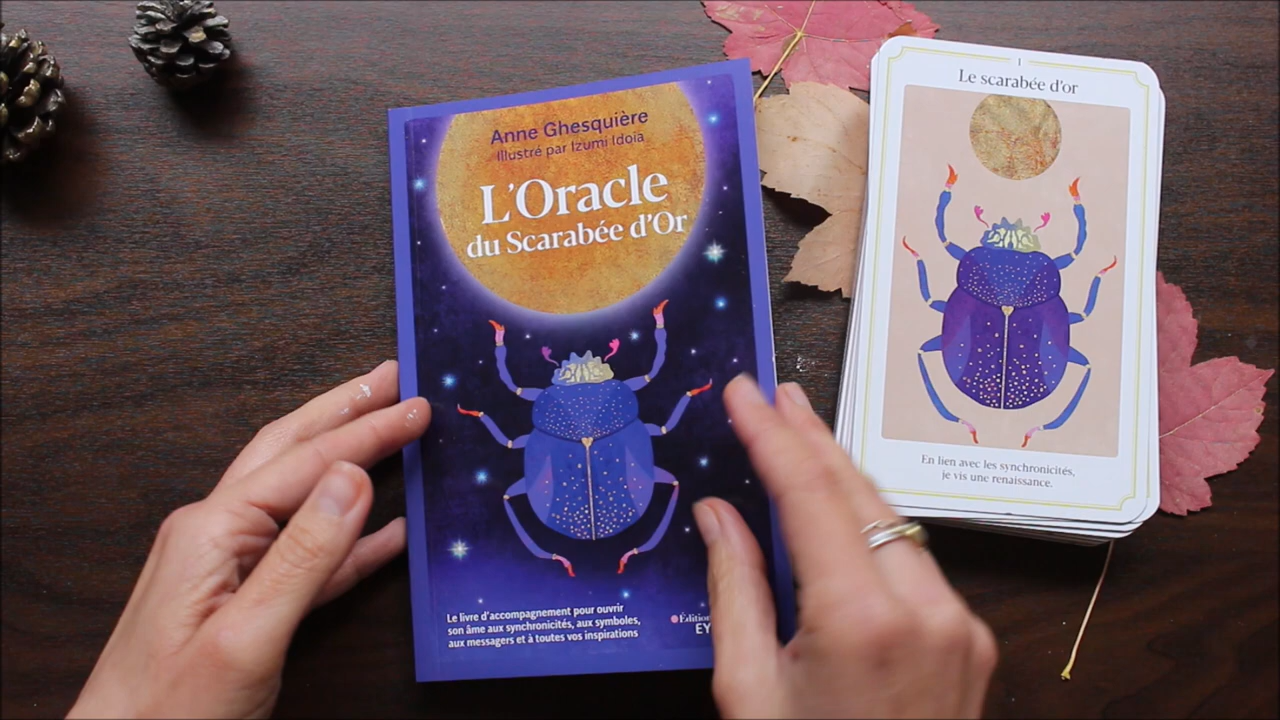 Anne Ghesquière
Illustré par Izumi Idoia
L'Oracle
du Scarabée d'Or
Le livre d'accompagnement pour ouvrir
son âme aux synchronicités, aux symboles,
aux messagers et à toutes vos inspirations
1
Le scarabée d'or
En lien avec les synchronicités,
je vis une renaissance.